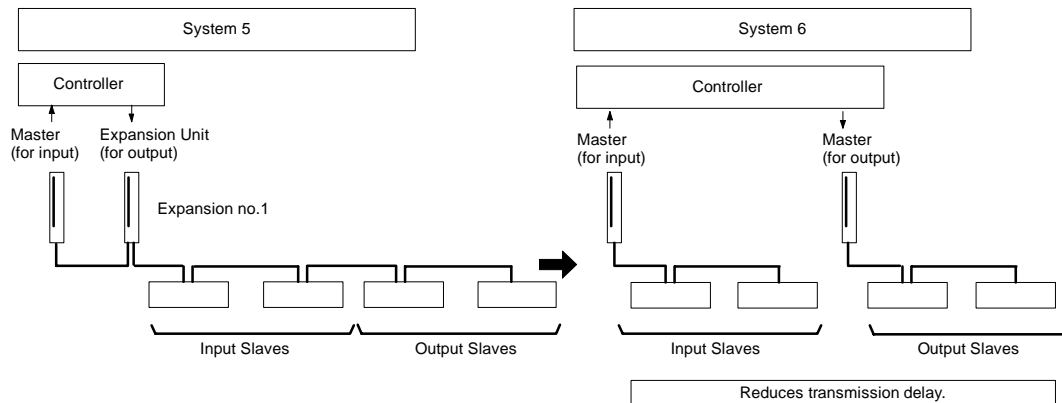 System 5
Controller
Master
(for input)
Expansion Unit
(for output)
Expansion no.1
Input Slaves
Output Slaves
System 6
Controller
Master
(for input)
Master
(for output)
Input Slaves
Output Slaves
Reduces transmission delay.